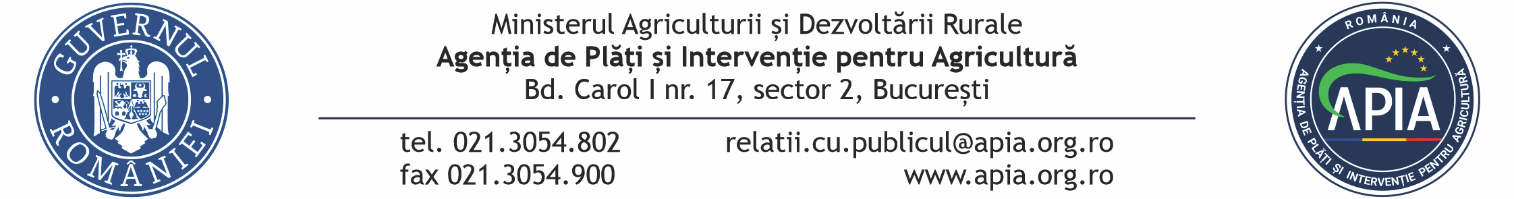 GUVERNUL ROMÂNIEI
Ministerul Agriculturii și Dezvoltării Rurale
Agenția de Plăți și Intervenție pentru Agricultură
Bd. Carol I nr. 17, sector 2, București
tel. 021.3054.802 relatii.cu.publicul@apia.org.ro
fax 021.3054.900 www.apia.org.ro
ROMÂNIA
APIA
AGENȚIA DE PLĂȚI ȘI INTERVENȚIE PENTRU AGRICULTURĂ